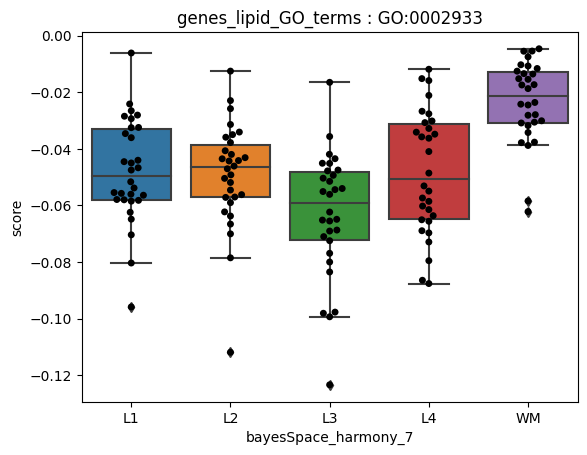 genes_lipid_GO_terms : GO:0002933
0.00
−0.02
−0.04
−0.06
−0.08
−0.10
−0.12
score
L1 L2 L3 L4 WM
bayesSpace_harmony_7